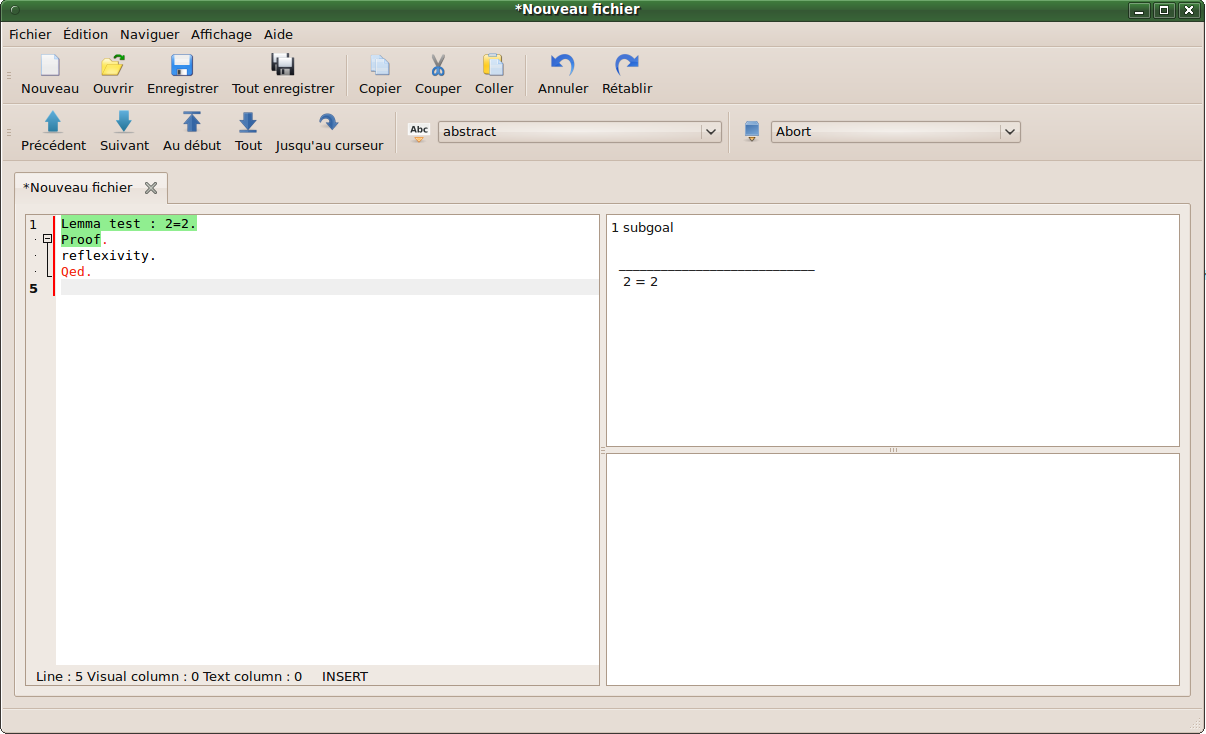 *Nouveau fichier
Fichier Édition Naviguer Affichage Aide
Nouveau Ouvrir Enregistrer Tout enregistrer Copier Couper Coller Annuler Rétablir
Précédent Suivant Au début Tout Jusqu'au curseur Abc abstract Abort
*Nouveau fichier
1 Lemma test : 2=2.
Proof.
reflexivity.
Qed.
5
1 subgoal
____________________________
2 = 2
Line : 5 Visual column : 0 Text column : 0 INSERT